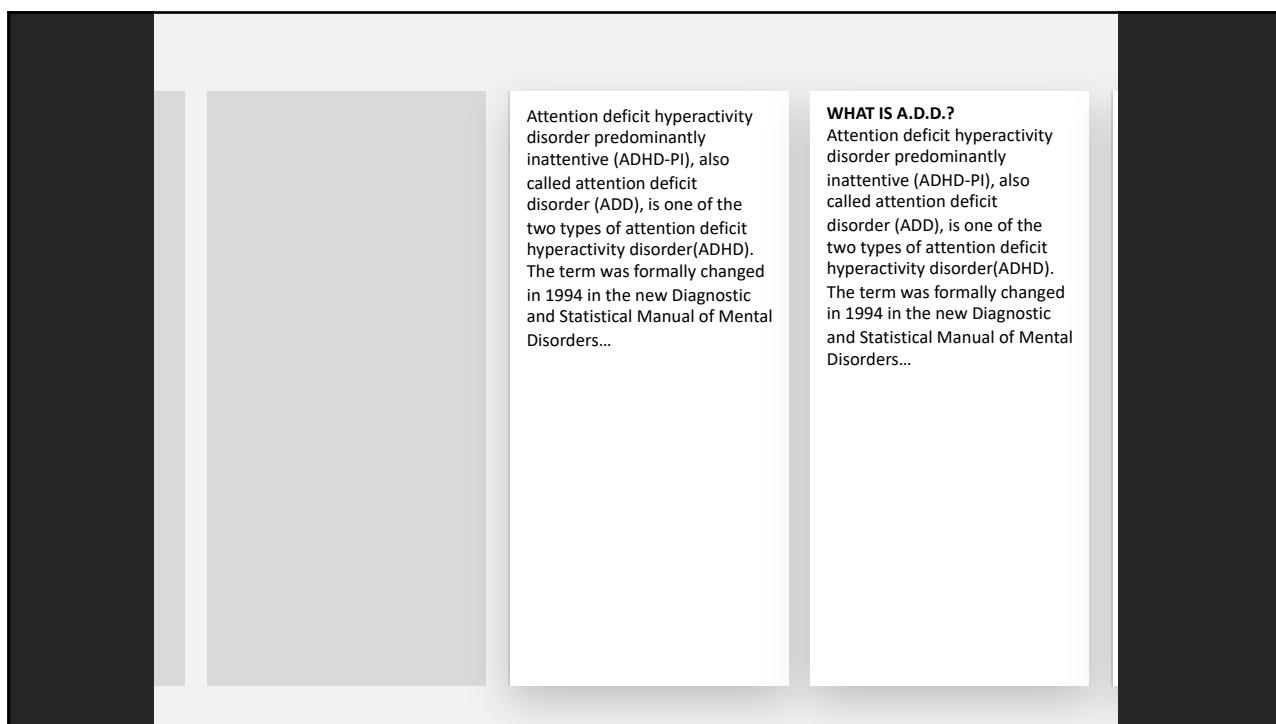 Attention deficit hyperactivity
disorder predominantly
inattentive (ADHD-PI), also
called attention deficit
disorder (ADD), is one of the
two types of attention deficit
hyperactivity disorder(ADHD).
The term was formally changed
in 1994 in the new Diagnostic
and Statistical Manual of Mental
Disorders…
WHAT IS A.D.D.?
Attention deficit hyperactivity
disorder predominantly
inattentive (ADHD-PI), also
called attention deficit
disorder (ADD), is one of the
two types of attention deficit
hyperactivity disorder(ADHD).
The term was formally changed
in 1994 in the new Diagnostic
and Statistical Manual of Mental
Disorders…